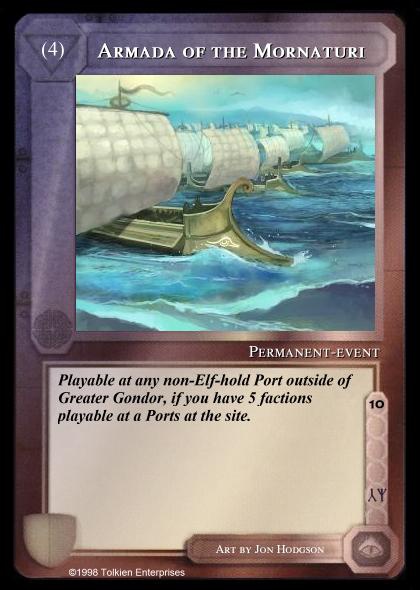 (4)
ARMADA OF THE MORNATURI
PERMANENT-EVENT
Playable at any non-Elf-hold Port outside of
Greater Gondor, if you have 5 factions
playable at a Ports at the site.
10
ART BY JON HODGSON
©1998 Tolkien Enterprises